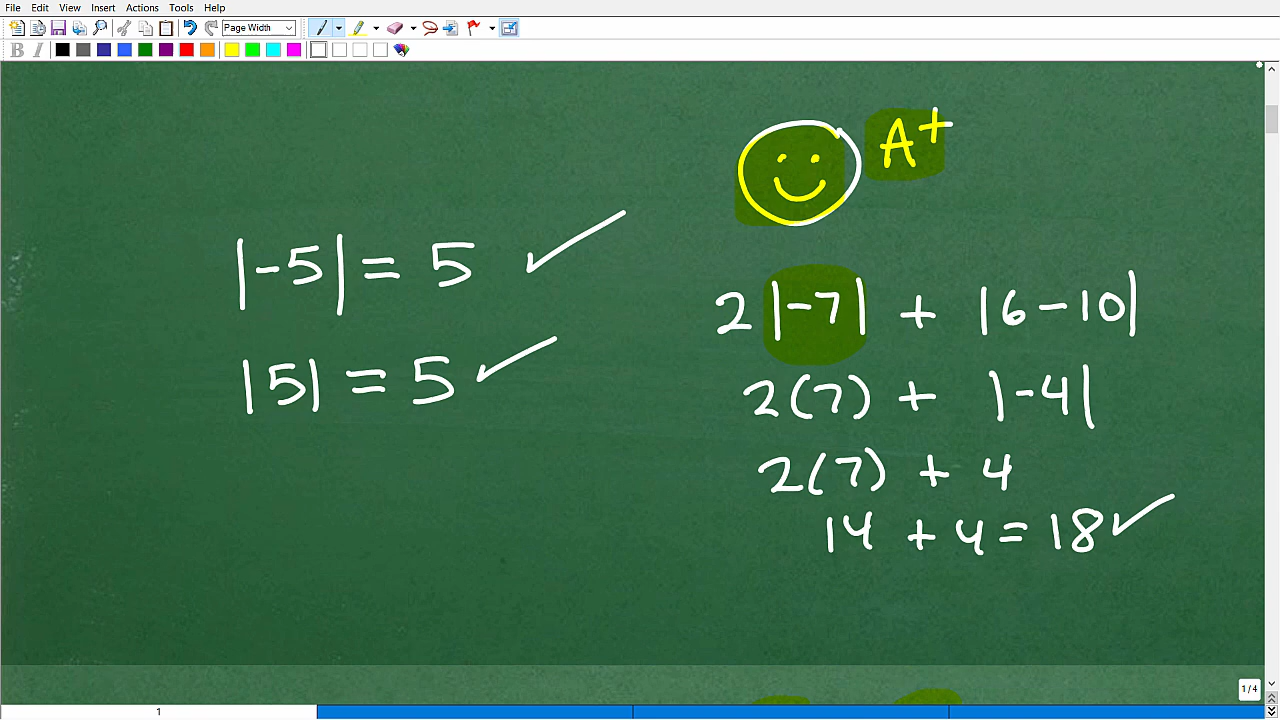 File Edit View Insert Actions Tools Help
Page Width
B I
A+
|-5| = 5
|5| = 5
2|-7| + |6-10|
2(7) + |-4|
2(7) + 4
14 + 4 = 18
1/4
1